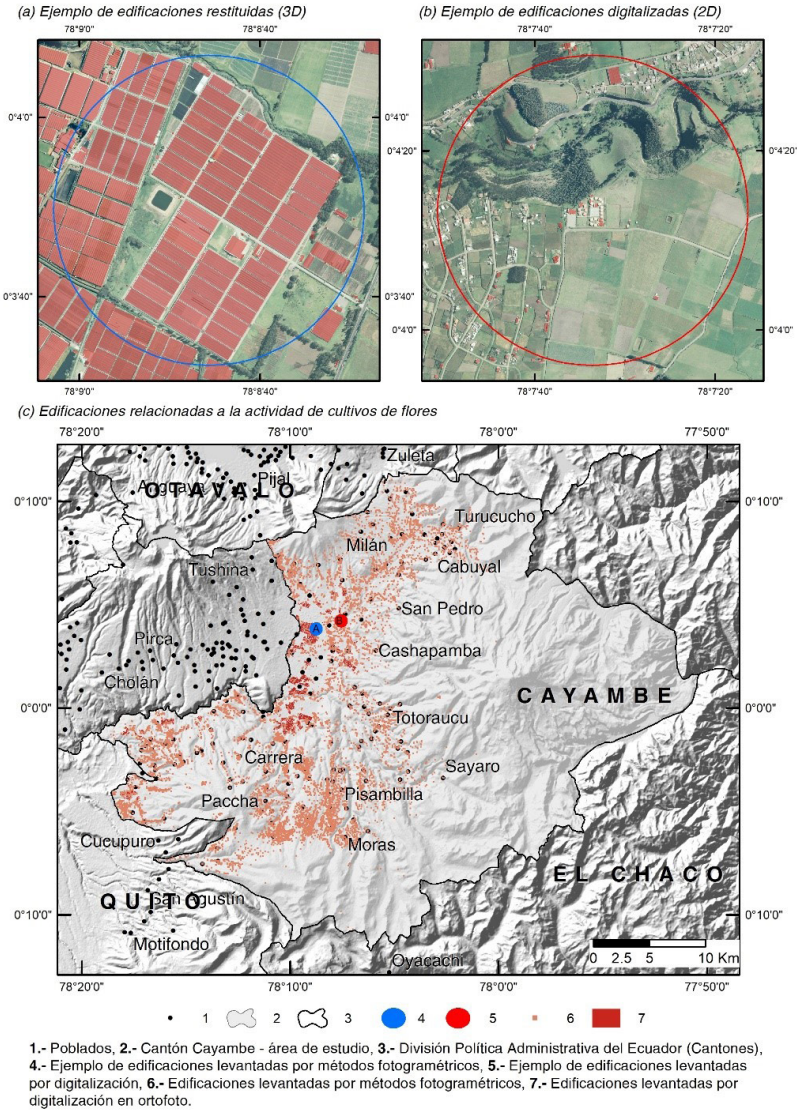 (a) Ejemplo de edificaciones restituidas (3D)
(b) Ejemplo de edificaciones digitalizadas (2D)
78°9'0" 78°8'40"
78°7'40" 78°7'20"
0°4'0"
0°3'40"
0°4'20"
0°4'0"
78°9'0" 78°8'40"
78°7'40" 78°7'20"
(c) Edificaciones relacionadas a la actividad de cultivos de flores
78°20'0" 78°10'0" 78°0'0" 77°50'0"
Zuleta
Pijal
OTAVALO
0°10'0" 0°10'0"
Turucucho
Milán
Cabuyal
Tushina
San Pedro
A B
Pirca
Cashapamba
Cholán
CAYAMBE
0°0'0" 0°0'0"
Totoraucu
Carrera
Sayaro
Paccha
Pisambilla
Cucupuro
Moras
EL CHACO
QUITO
San Agustín
0°10'0" 0°10'0"
Motifondo
Oyacachi
0 2.5 5 10 Km
78°20'0" 78°10'0" 78°0'0" 77°50'0"
1 2 3 4 5 6 7
1.- Poblados, 2.- Cantón Cayambe - área de estudio, 3.- División Política Administrativa del Ecuador (Cantones),
4.- Ejemplo de edificaciones levantadas por métodos fotogramétricos, 5.- Ejemplo de edificaciones levantadas
por digitalización, 6.- Edificaciones levantadas por métodos fotogramétricos, 7.- Edificaciones levantadas por
digitalización en ortofoto.